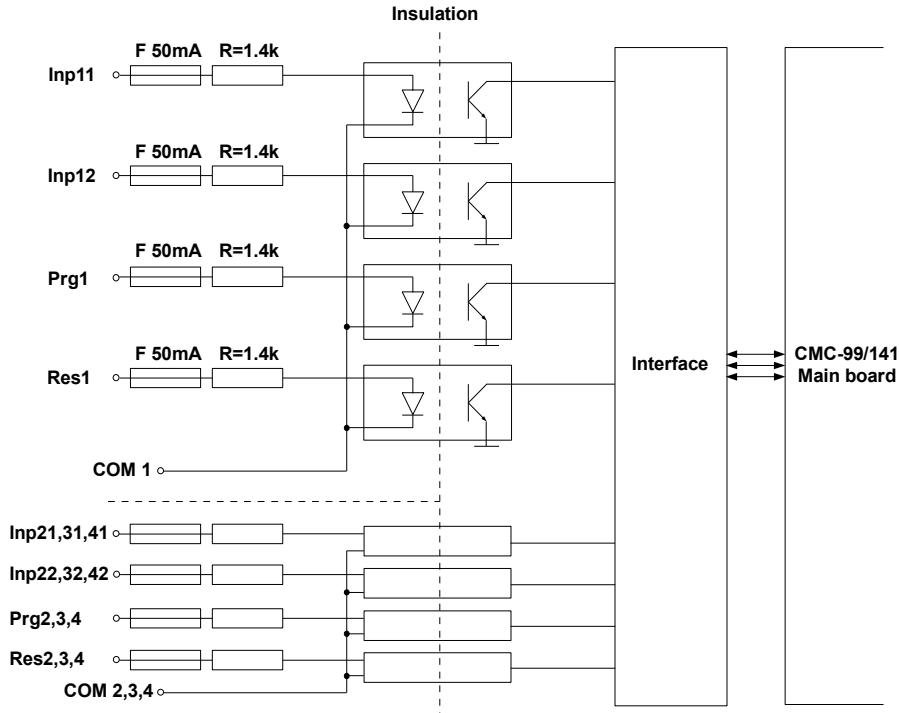 Insulation
F 50mA R=1.4k
Inp11
F 50mA R=1.4k
Inp12
F 50mA R=1.4k
Prg1
F 50mA R=1.4k
Res1
Interface
CMC-99/141
Main board
COM 1
Inp21,31,41
Inp22,32,42
Prg2,3,4
Res2,3,4
COM 2,3,4